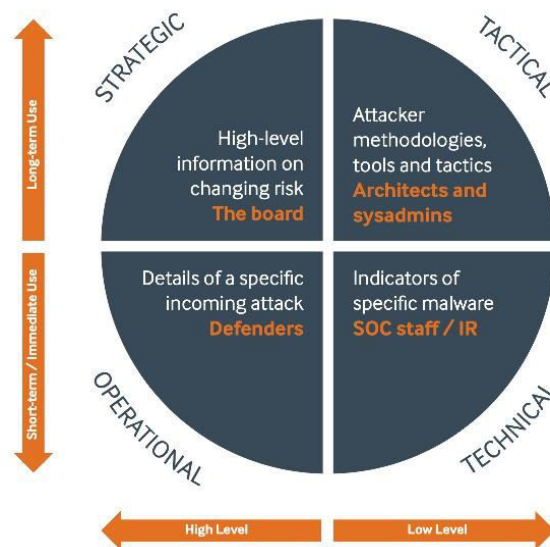 STRATEGIC
TACTICAL
Long-term Use
High-level
information on
changing risk
The board
Attacker
methodologies,
tools and tactics
Architects and
sysadmins
Short-term / Immediate Use
Details of a specific
incoming attack
Defenders
Indicators of
specific malware
SOC staff / IR
OPERATIONAL
TECHNICAL
High Level
Low Level